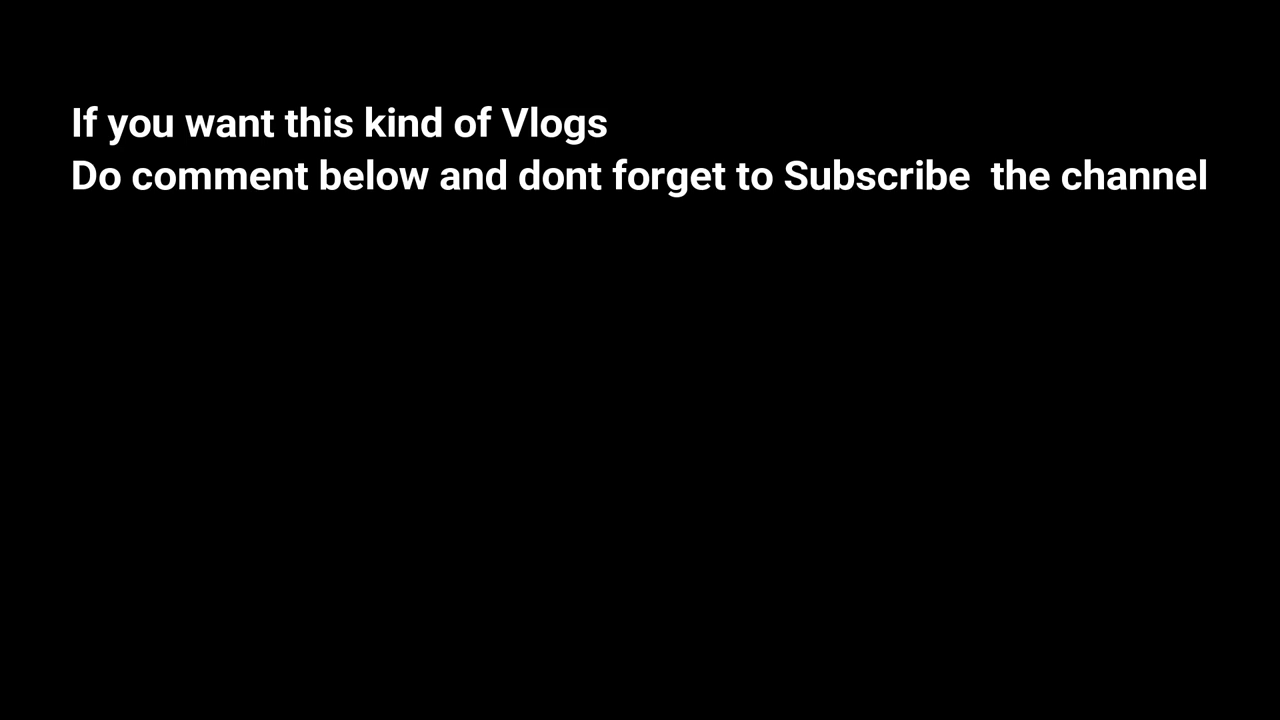 If you want this kind of Vlogs
Do comment below and dont forget to Subscribe  the channel